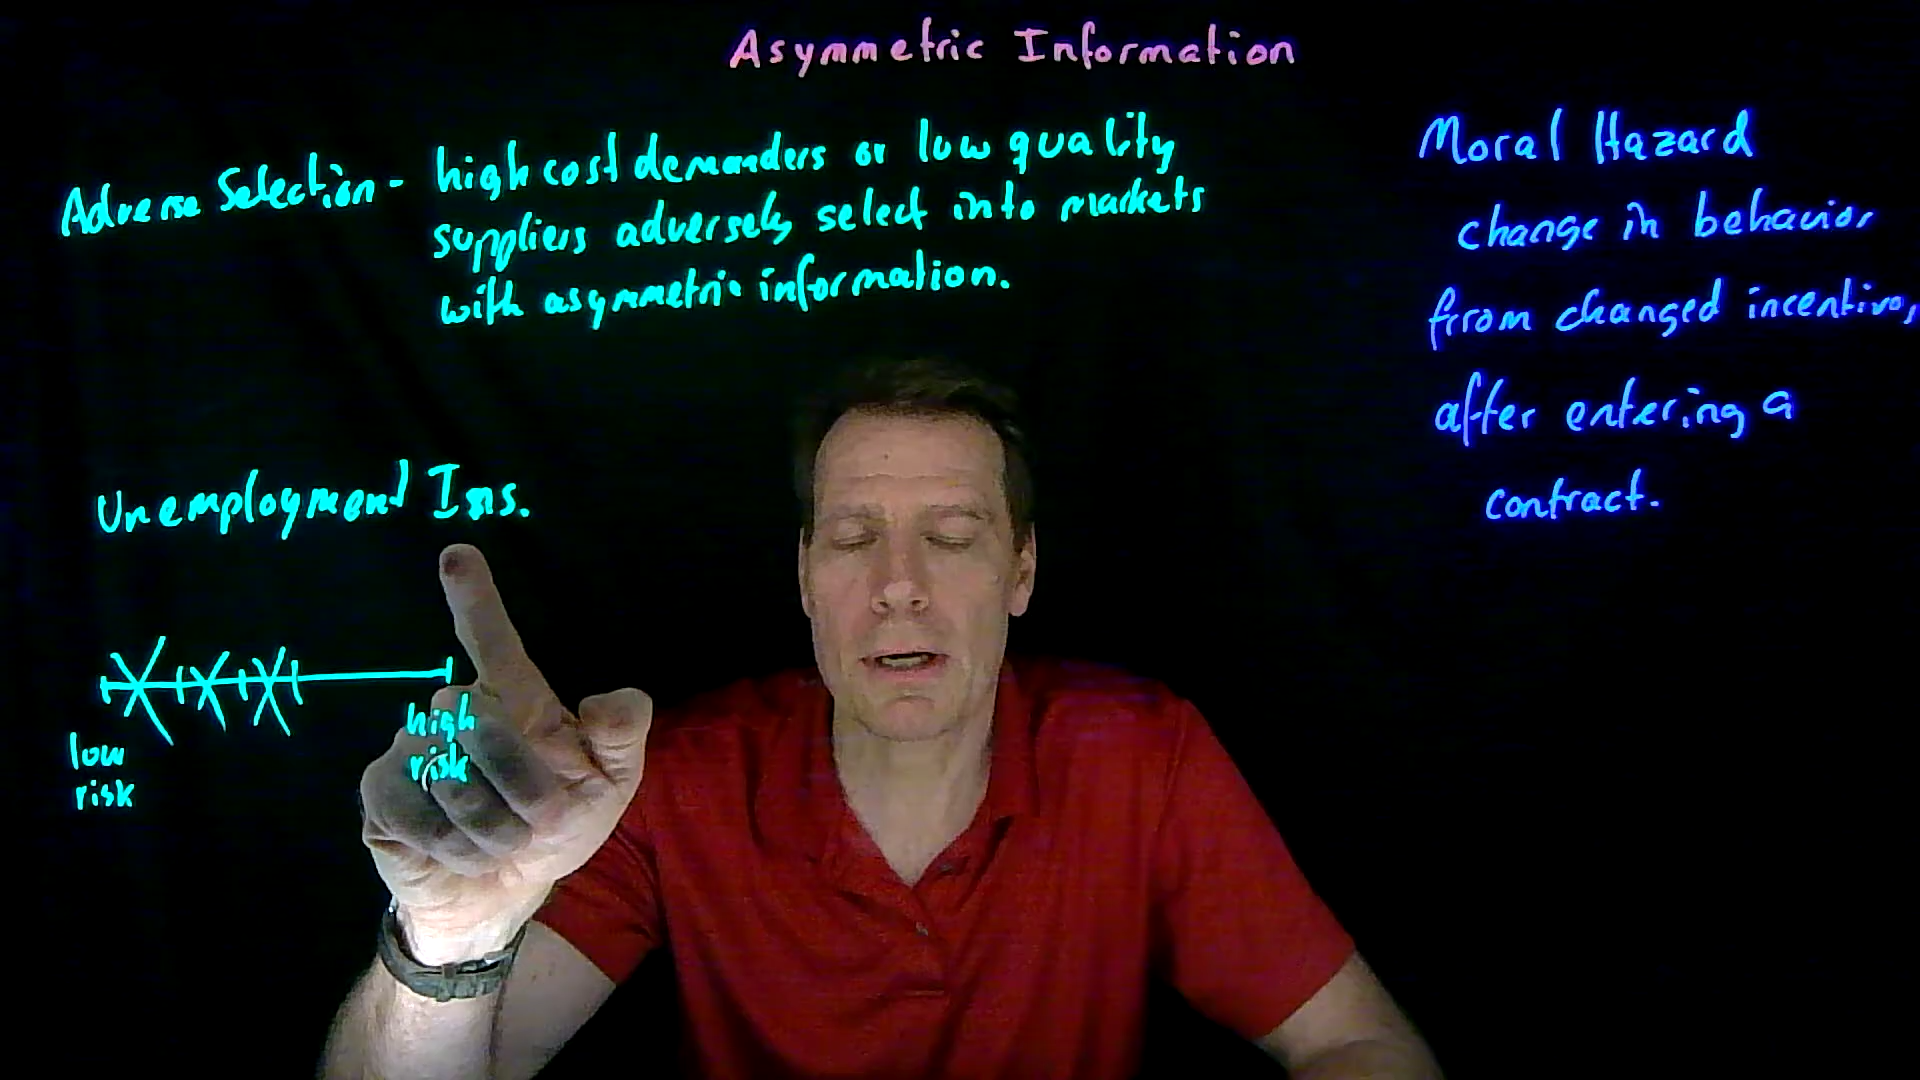 Asymmetric Information
Adverse Selection - high cost demanders or low quality
suppliers adversely select into markets
with asymmetric information.
Moral Hazard
change in behavior
frrom changed incentives
after entering a
contract.
Unemployment Ins.
low
risk
high
risk